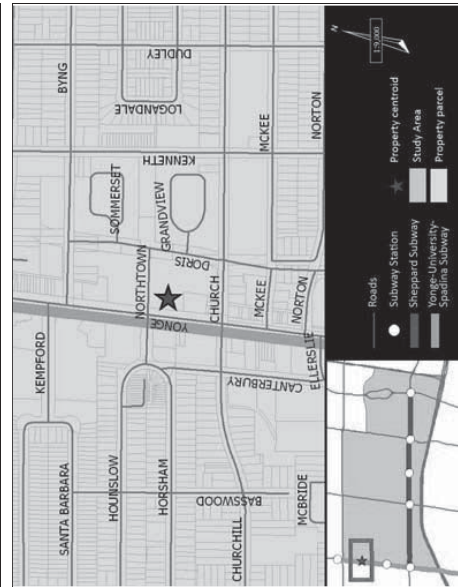 BYNG
DUDLEY
LOGANDALE
KENNETH
MCKEE
NORTON
SOMMERSET
GRANDVIEW
DORIS
NORTHTOWN
CHURCH
MCKEE
NORTON
YONGE
KEMPFORD
ELLERSLIE
CANTERBURY
SANTA BARBARA
HOUNSLOW
HORSHAM
BASSWOOD
CHURCHILL
MCBRIDE
N
1:9,000
Roads
Subway Station
Sheppard Subway
Yonge-University-
Spadina Subway
Property centroid
Study Area
Property parcel